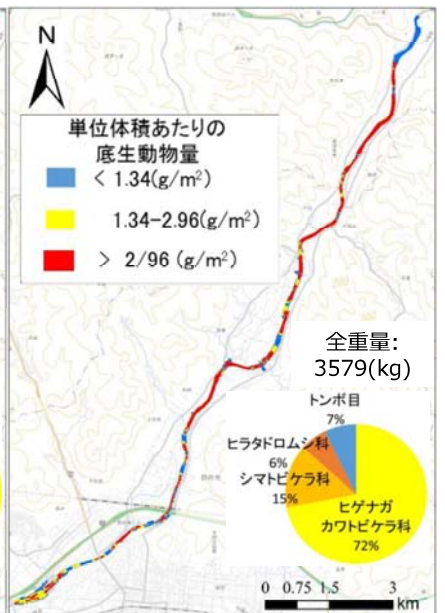 N
単位体積あたりの
底生動物量
< 1.34(g/m²)
1.34−2.96(g/m²)
> 2/96 (g/m²)
全重量:
3579(kg)
トンボ目
7%
ヒラタドロムシ科
6%
シマトビケラ科
15%
ヒゲナガ
カワトビケラ科
72%
0 0.75 1.5 3
km